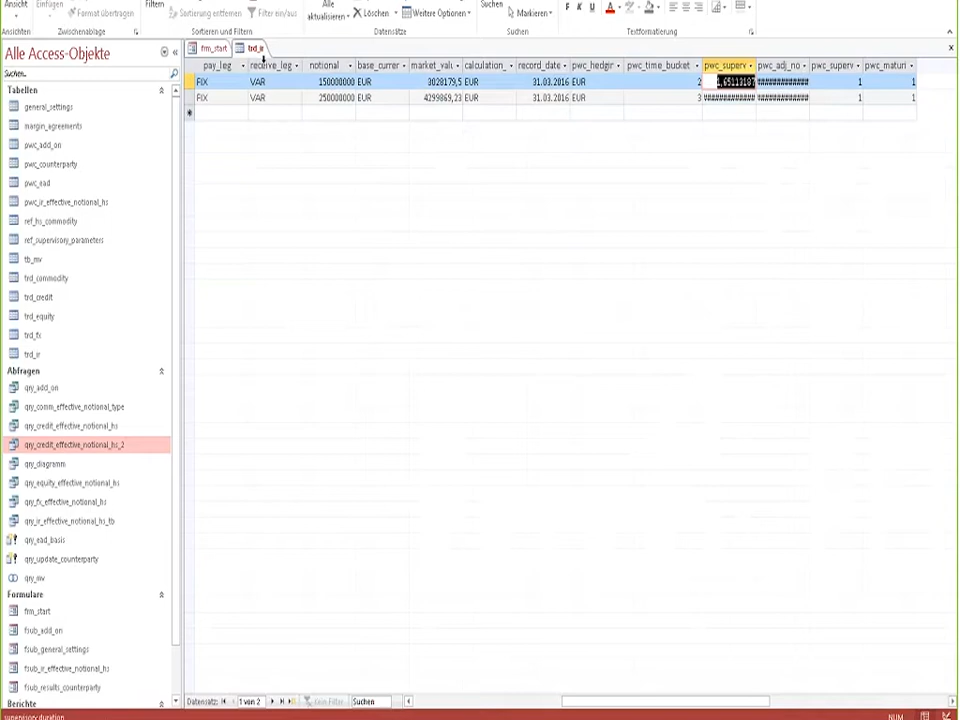 Ansicht
Einfügen
Format übertragen
Filtern
Sortierung entfernen
Filter ein/aus
Alle
aktualisieren
Löschen
Weitere Optionen
Suchen
Markieren
F K U
Ansichten
Zwischenablage
Sortieren und Filtern
Datensätze
Suchen
Textformatierung
Alle Access-Objekte
frm_start
trd_ir
Suchen...
pay_leg receive_leg notional base_currer market_valu calculation_ record_date pwc_hedgir pwc_time_bucket pwc_superv pwc_adj_no pwc_superv pwc_maturi
FIX VAR 150000000 EUR 3028179,5 EUR 31.03.2016 EUR 2 1,65113187 ############# 1 1
FIX VAR 250000000 EUR 4299869,23 EUR 31.03.2016 EUR 3 ############# ############# 1 1
Tabellen
general_settings
margin_agreements
pwc_add_on
pwc_counterparty
pwc_ead
pwc_ir_effective_notional_hs
ref_hs_commodity
ref_supervisory_parameters
tb_mv
trd_commodity
trd_credit
trd_equity
trd_fx
trd_ir
Abfragen
qry_add_on
qry_comm_effective_notional_type
qry_credit_effective_notional_hs
qry_credit_effective_notional_hs_2
qry_diagramm
qry_equity_effective_notional_hs
qry_fx_effective_notional_hs
qry_ir_effective_notional_hs_tb
qry_ead_basis
qry_update_counterparty
qry_mv
Formulare
frm_start
fsub_add_on
fsub_general_settings
fsub_ir_effective_notional_hs
fsub_results_counterparty
Berichte
Datensatz: 1 von 2 Kein Filter Suchen
supervisory duration
NUM